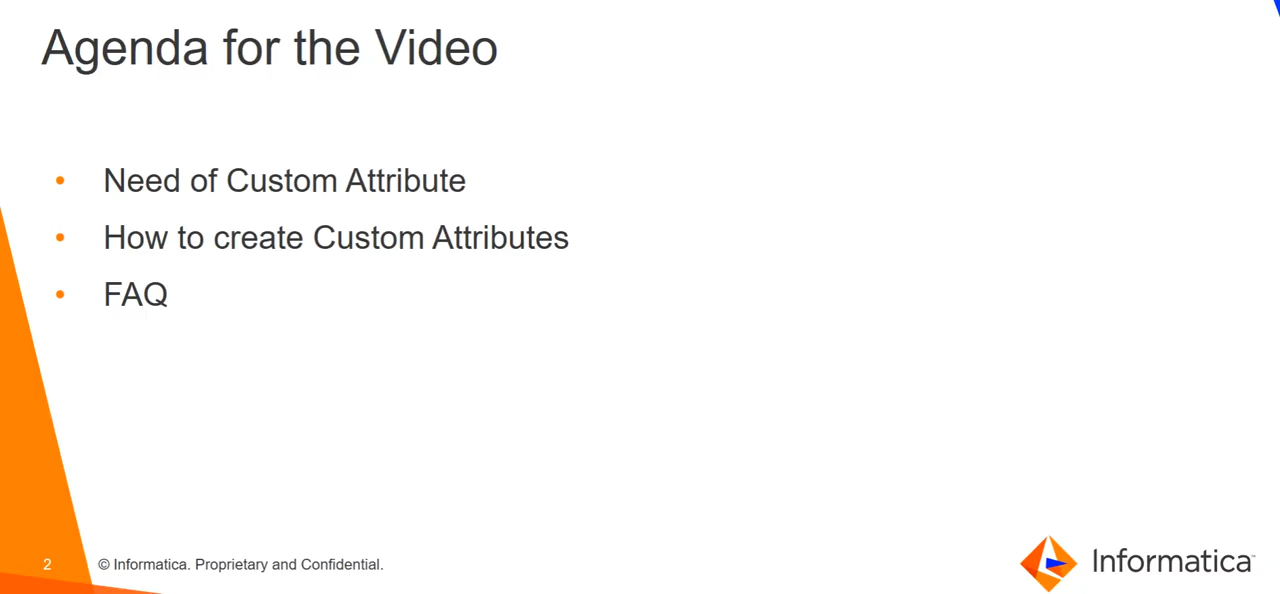 Agenda for the Video
• Need of Custom Attribute
• How to create Custom Attributes
• FAQ
2 © Informatica. Proprietary and Confidential.
Informatica™